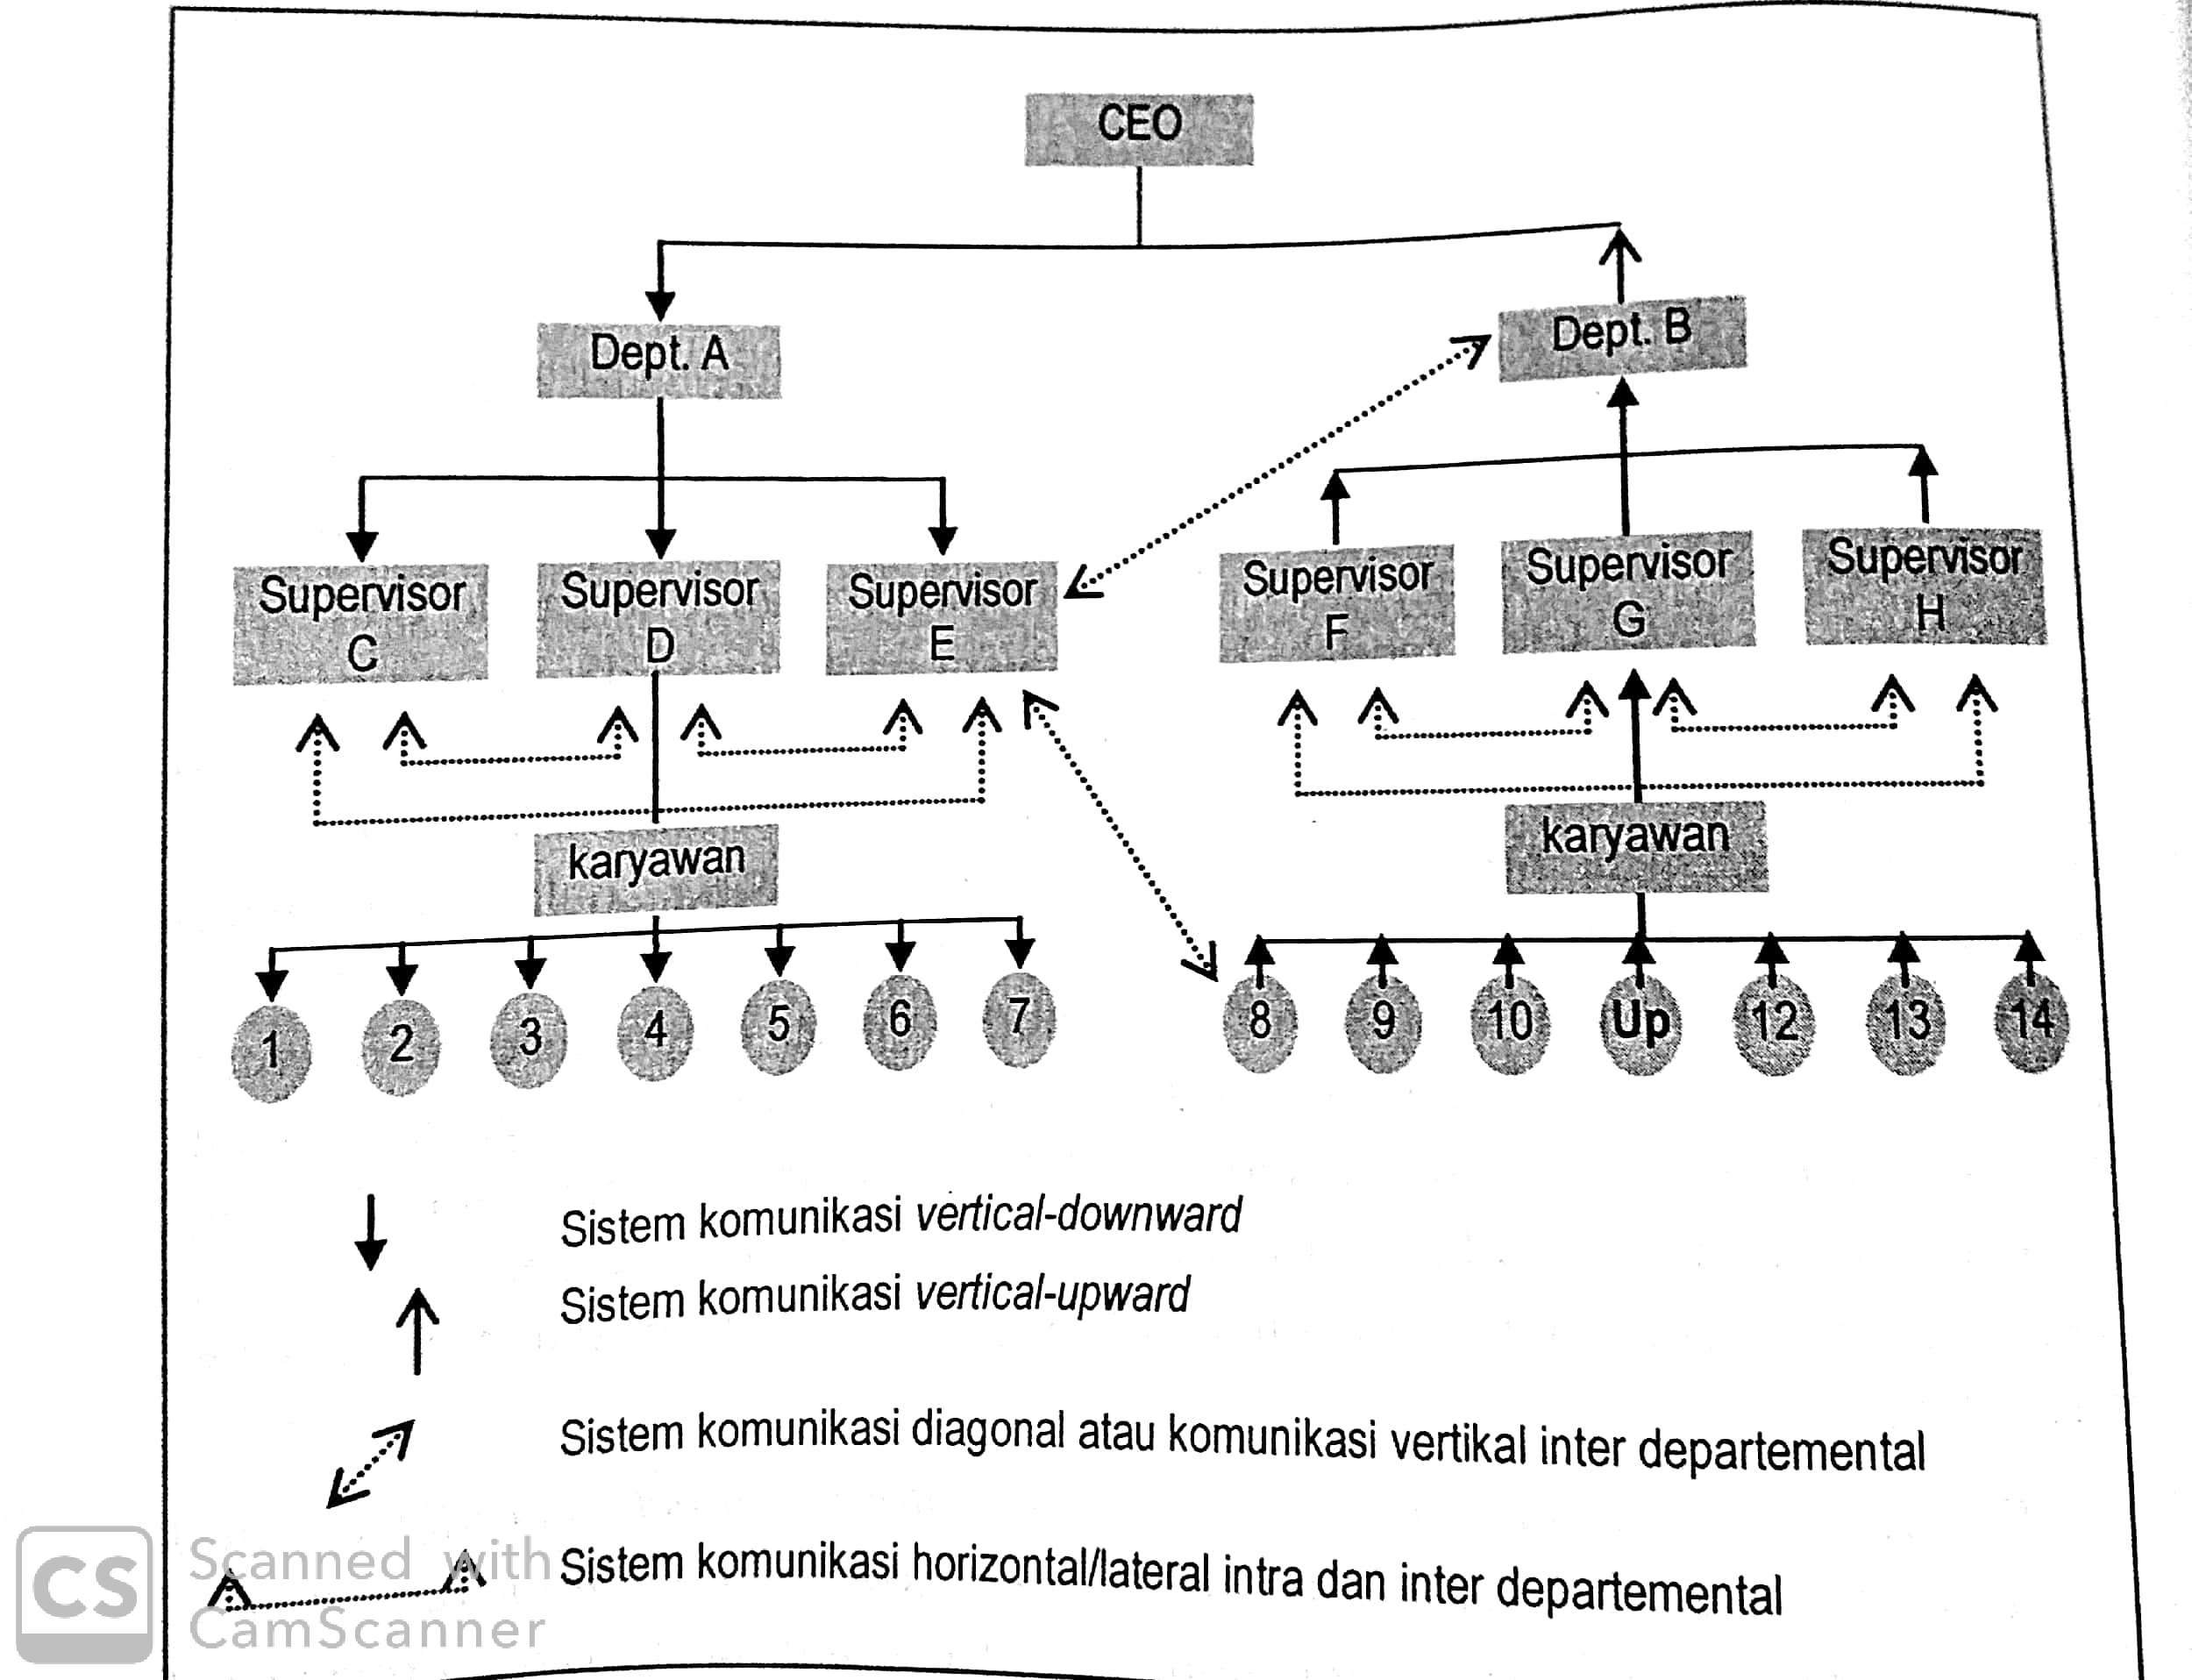 CEO
Dept. A
Dept. B
Supervisor
C
Supervisor
D
Supervisor
E
Supervisor
F
Supervisor
G
Supervisor
H
karyawan
karyawan
1
2
3
4
5
6
7
8
9
10
Up
12
13
14
Sistem komunikasi vertical-downward
Sistem komunikasi vertical-upward
Sistem komunikasi diagonal atau komunikasi vertikal inter departemental
Sistem komunikasi horizontal/lateral intra dan inter departemental
CS
Scanned with
CamScanner